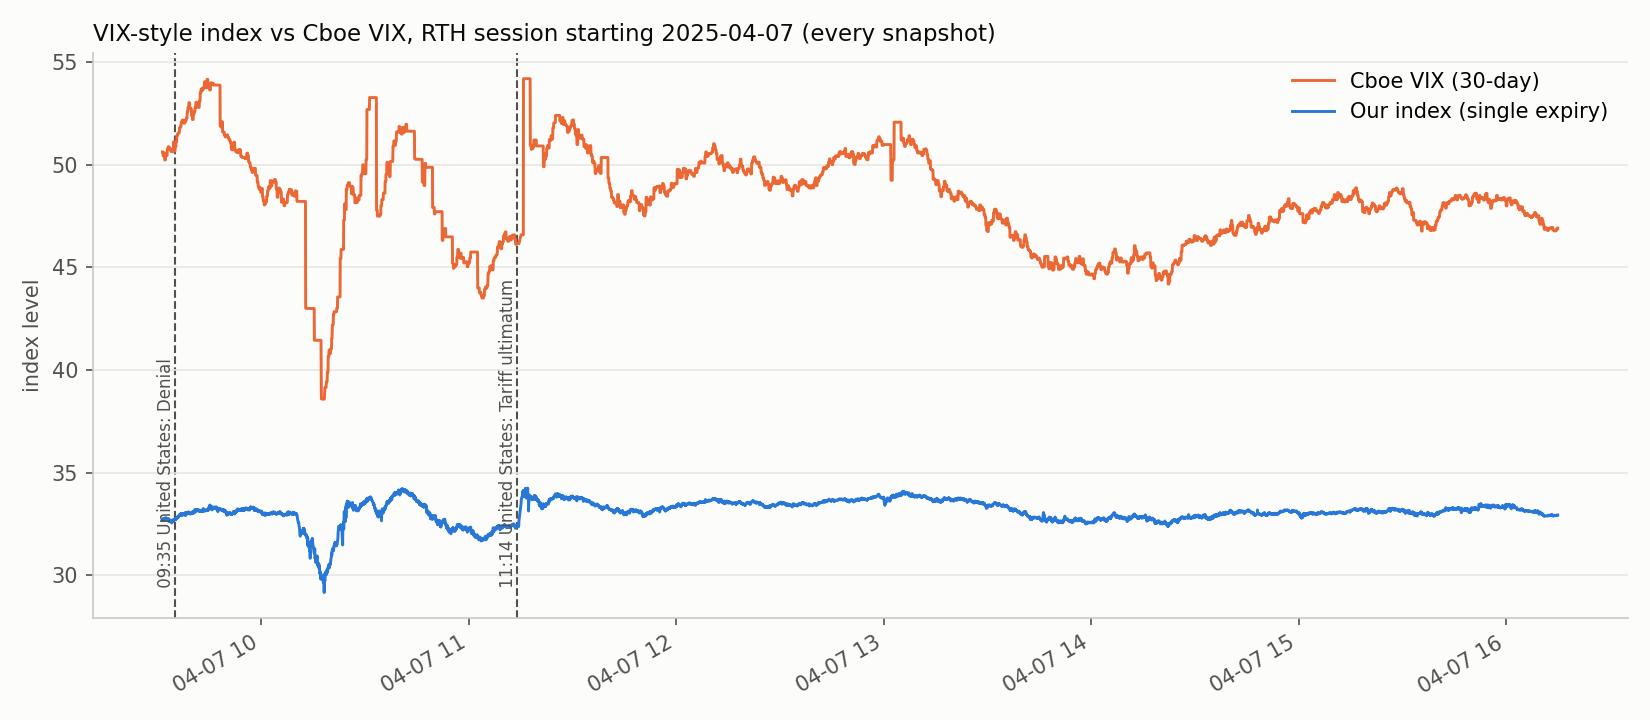 VIX-style index vs Cboe VIX, RTH session starting 2025-04-07 (every snapshot)
Cboe VIX (30-day)
Our index (single expiry)
index level
55
50
45
40
35
30
09:35 United States: Denial
11:14 United States: Tariff ultimatum
04-07 10
04-07 11
04-07 12
04-07 13
04-07 14
04-07 15
04-07 16